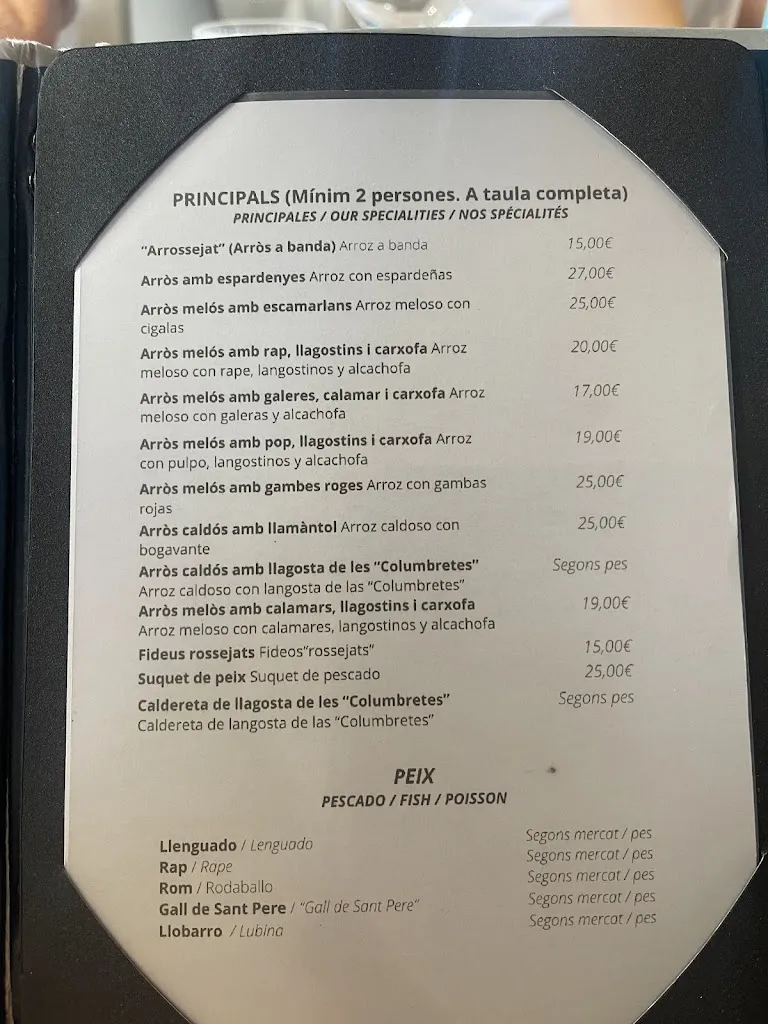 PRINCIPALS (Mínim 2 persones. A taula completa)
PRINCIPALES / OUR SPECIALITIES / NOS SPÉCIALITÉS
“Arrossejat” (Arròs a banda) Arroz a banda 15,00€
Arròs amb espardenyes Arroz con espardeñas 27,00€
Arròs melós amb escamarlans Arroz meloso con 25,00€
cigalas
Arròs melós amb rap, llagostins i carxofa Arroz 20,00€
meloso con rape, langostinos y alcachofa
Arròs melós amb galeres, calamar i carxofa Arroz 17,00€
meloso con galeras y alcachofa
Arròs melós amb pop, llagostins i carxofa Arroz 19,00€
con pulpo, langostinos y alcachofa
Arròs melós amb gambes roges Arroz con gambas 25,00€
rojas
Arròs caldós amb llamàntol Arroz caldoso con 25,00€
bogavante
Arròs caldós amb llagosta de les “Columbretes” Segons pes
Arroz caldoso con langosta de las “Columbretes”
Arròs melòs amb calamars, llagostins i carxofa 19,00€
Arroz meloso con calamares, langostinos y alcachofa
Fideus rossejats Fideos“rossejats” 15,00€
Suquet de peix Suquet de pescado 25,00€
Caldereta de llagosta de les “Columbretes” Segons pes
Caldereta de langosta de las “Columbretes”
PEIX
PESCADO / FISH / POISSON
Llenguado / Lenguado Segons mercat / pes
Rap / Rape Segons mercat / pes
Rom / Rodaballo Segons mercat / pes
Gall de Sant Pere / “Gall de Sant Pere” Segons mercat / pes
Llobarro / Lubina Segons mercat / pes